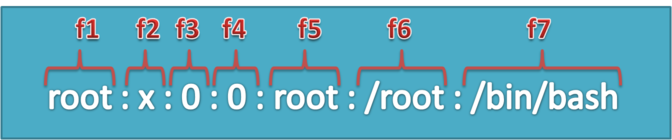 f1 f2 f3 f4 f5 f6 f7
root : x : 0 : 0 : root : /root : /bin/bash